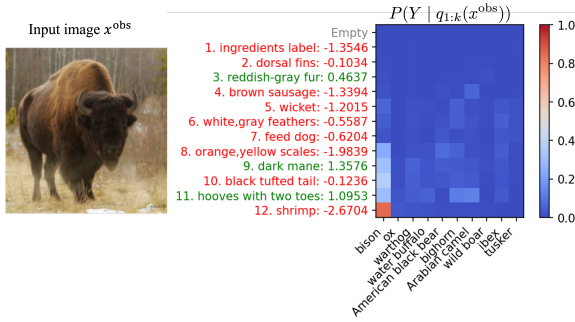 Input image x^obs
P(Y | q_{1:k}(x^obs))
Empty
1. ingredients label: -1.3546
2. dorsal fins: -0.1034
3. reddish-gray fur: 0.4637
4. brown sausage: -1.3394
5. wicket: -1.2015
6. white,gray feathers: -0.5587
7. feed dog: -0.6204
8. orange,yellow scales: -1.9839
9. dark mane: 1.3576
10. black tufted tail: -0.1236
11. hooves with two toes: 1.0953
12. shrimp: -2.6704
bison
ox
warthog
water buffalo
American black bear
bighorn
Arabian camel
wild boar
ibex
tusker
1.0
0.8
0.6
0.4
0.2
0.0